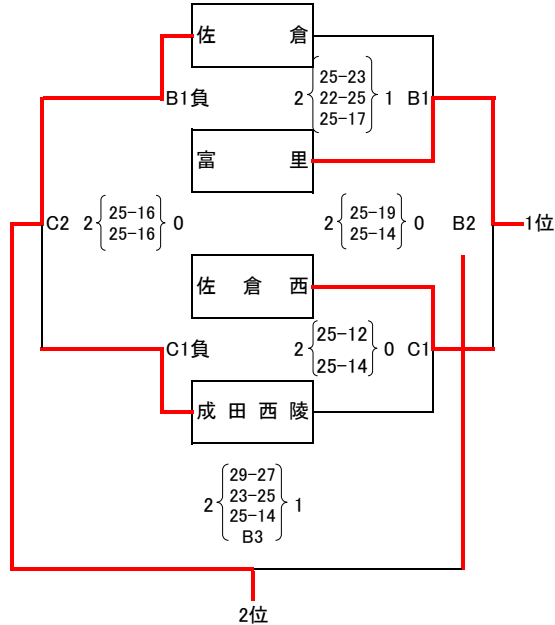 佐 倉
25-23
2 22-25 1 B1
25-17
B1負
富 里
C2 2 25-16 0
25-16
2 25-19 0 B2 1位
25-14
佐 倉 西
C1負
2 25-12 0 C1
25-14
成 田 西 陵
29-27
2 23-25 1
25-14
B3
2位